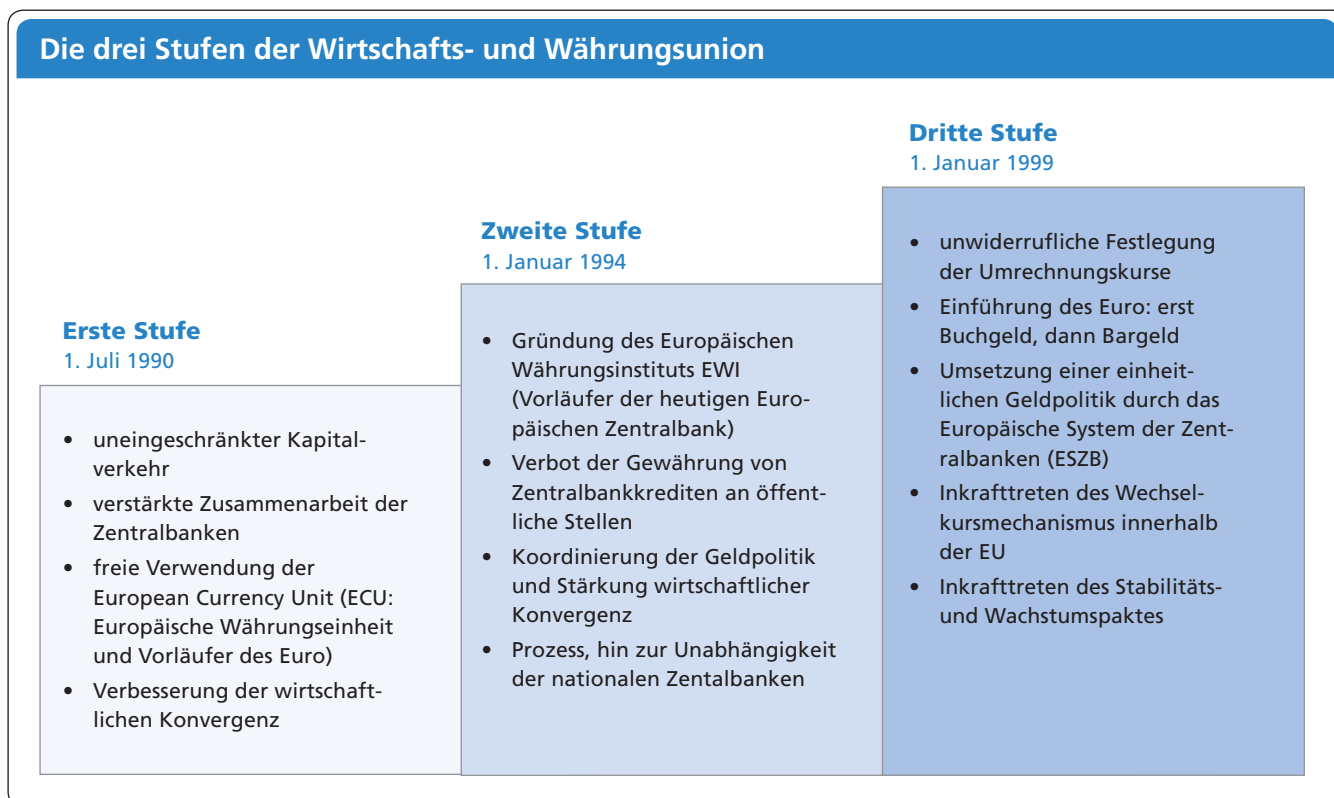 Die drei Stufen der Wirtschafts- und Währungsunion
Erste Stufe
1. Juli 1990
• uneingeschränkter Kapital-
verkehr
• verstärkte Zusammenarbeit der
Zentralbanken
• freie Verwendung der
European Currency Unit (ECU:
Europäische Währungseinheit
und Vorläufer des Euro)
• Verbesserung der wirtschaft-
lichen Konvergenz
Zweite Stufe
1. Januar 1994
• Gründung des Europäischen
Währungsinstituts EWI
(Vorläufer der heutigen Euro-
päischen Zentralbank)
• Verbot der Gewährung von
Zentralbankkrediten an öffent-
liche Stellen
• Koordinierung der Geldpolitik
und Stärkung wirtschaftlicher
Konvergenz
• Prozess, hin zur Unabhängigkeit
der nationalen Zentalbanken
Dritte Stufe
1. Januar 1999
• unwiderrufliche Festlegung
der Umrechnungskurse
• Einführung des Euro: erst
Buchgeld, dann Bargeld
• Umsetzung einer einheit-
lichen Geldpolitik durch das
Europäische System der Zent-
ralbanken (ESZB)
• Inkrafttreten des Wechsel-
kursmechanismus innerhalb
der EU
• Inkrafttreten des Stabilitäts-
und Wachstumspaktes